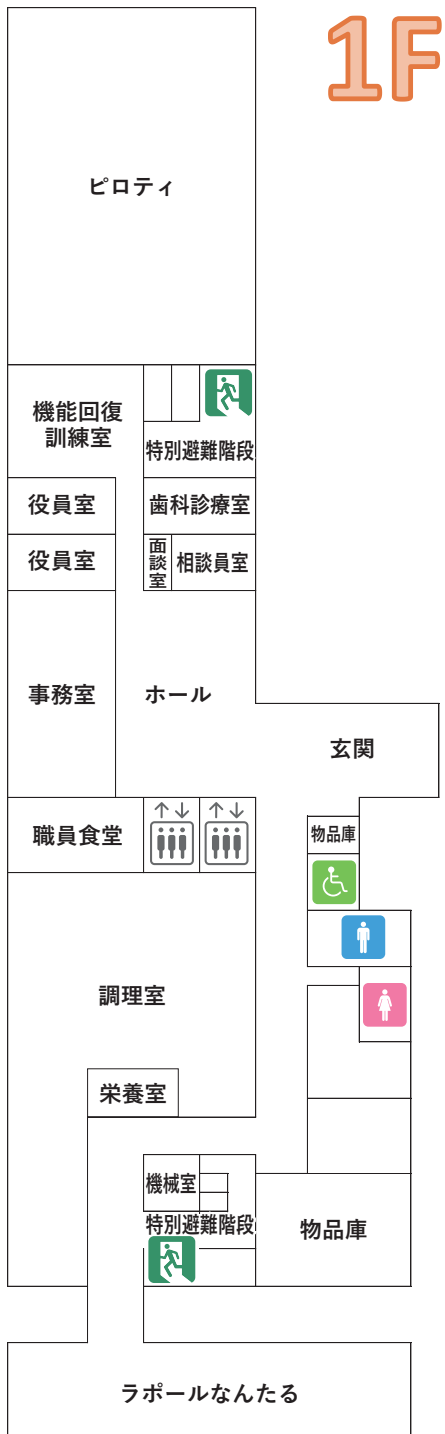 1F
ピロティ
機能回復
訓練室
特別避難階段
役員室
歯科診療室
役員室
面談室
相談員室
事務室
ホール
玄関
職員食堂
物品庫
調理室
栄養室
機械室
特別避難階段
物品庫
ラポールなんたる